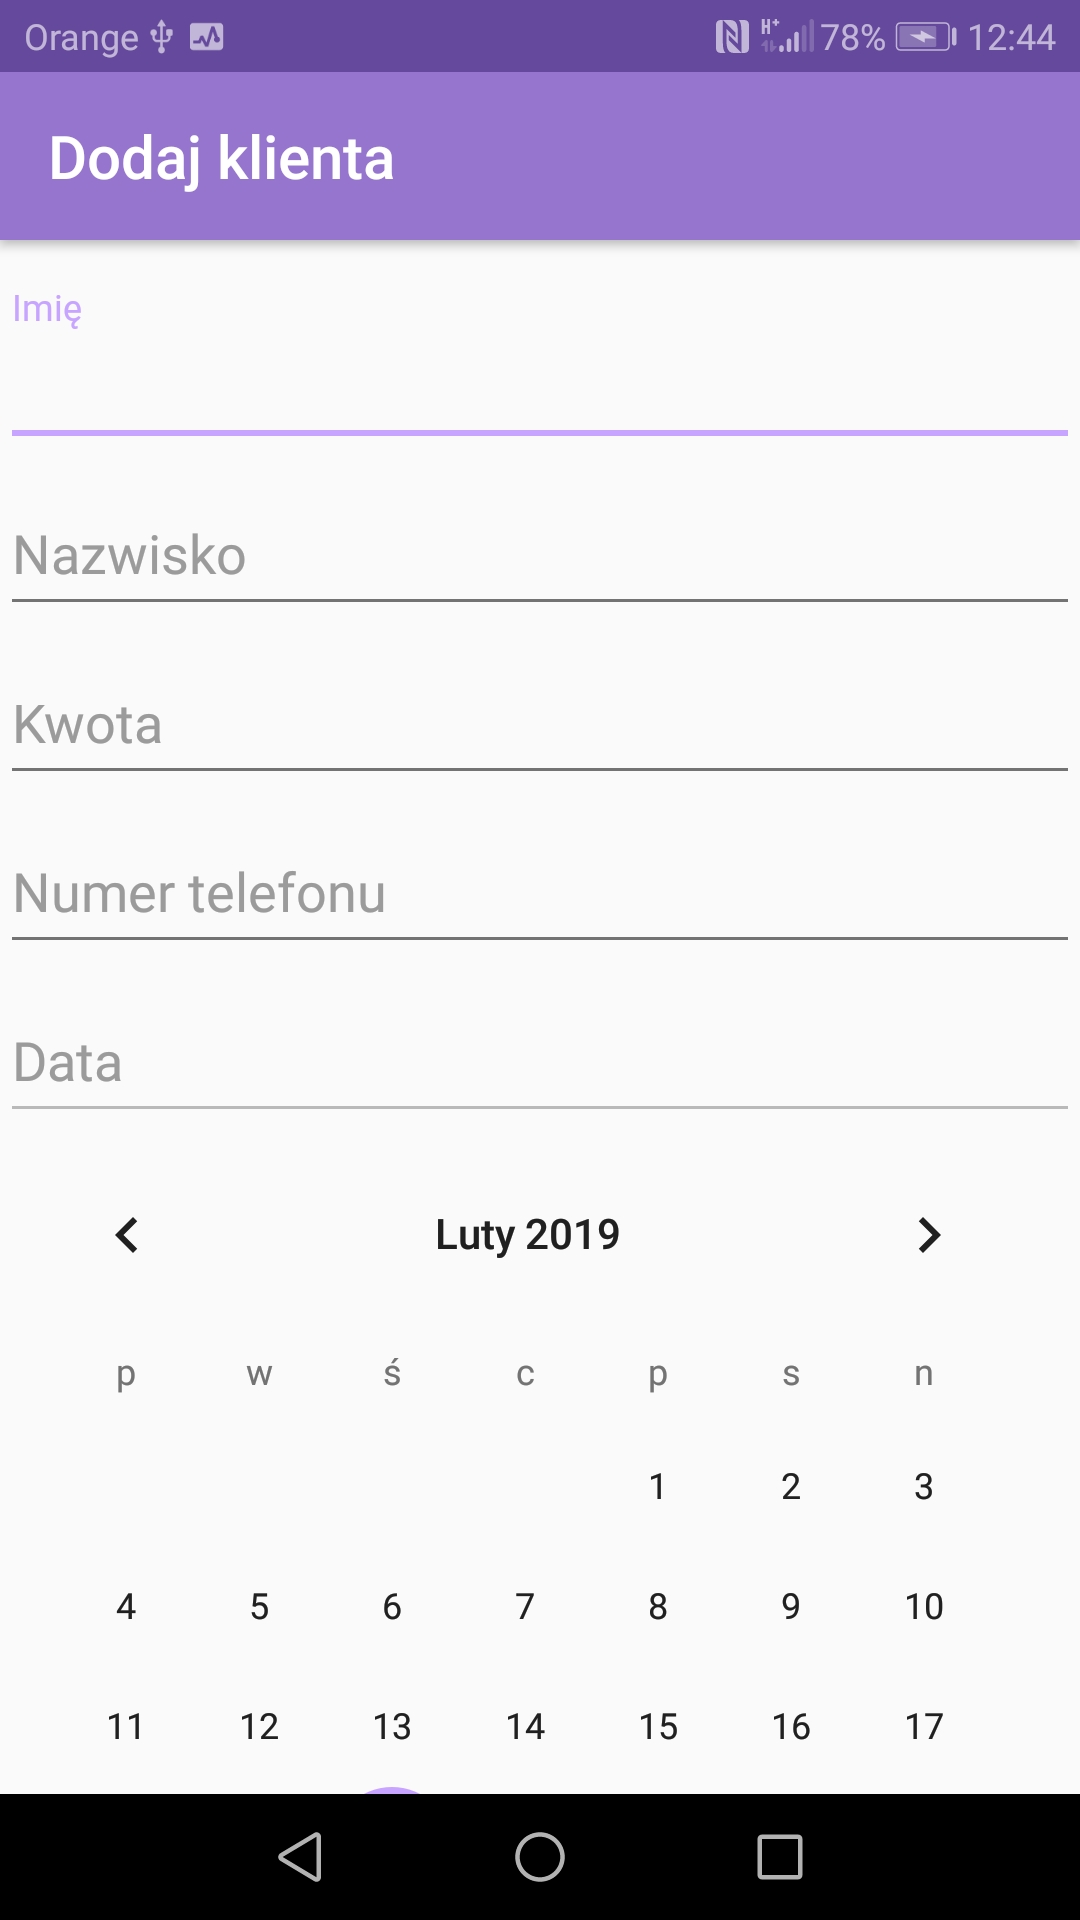 Orange H+ 78% 12:44
Dodaj klienta
Imię
Nazwisko
Kwota
Numer telefonu
Data
Luty 2019
p w ś c p s n
1 2 3
4 5 6 7 8 9 10
11 12 13 14 15 16 17